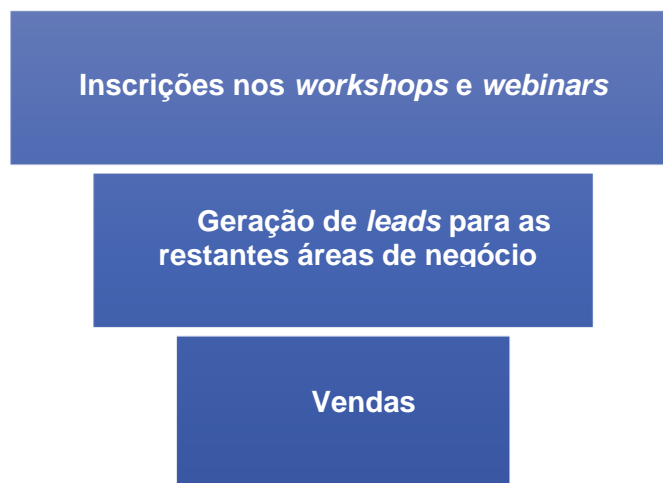 Inscrições nos workshops e webinars
Geração de leads para as
restantes áreas de negócio
Vendas